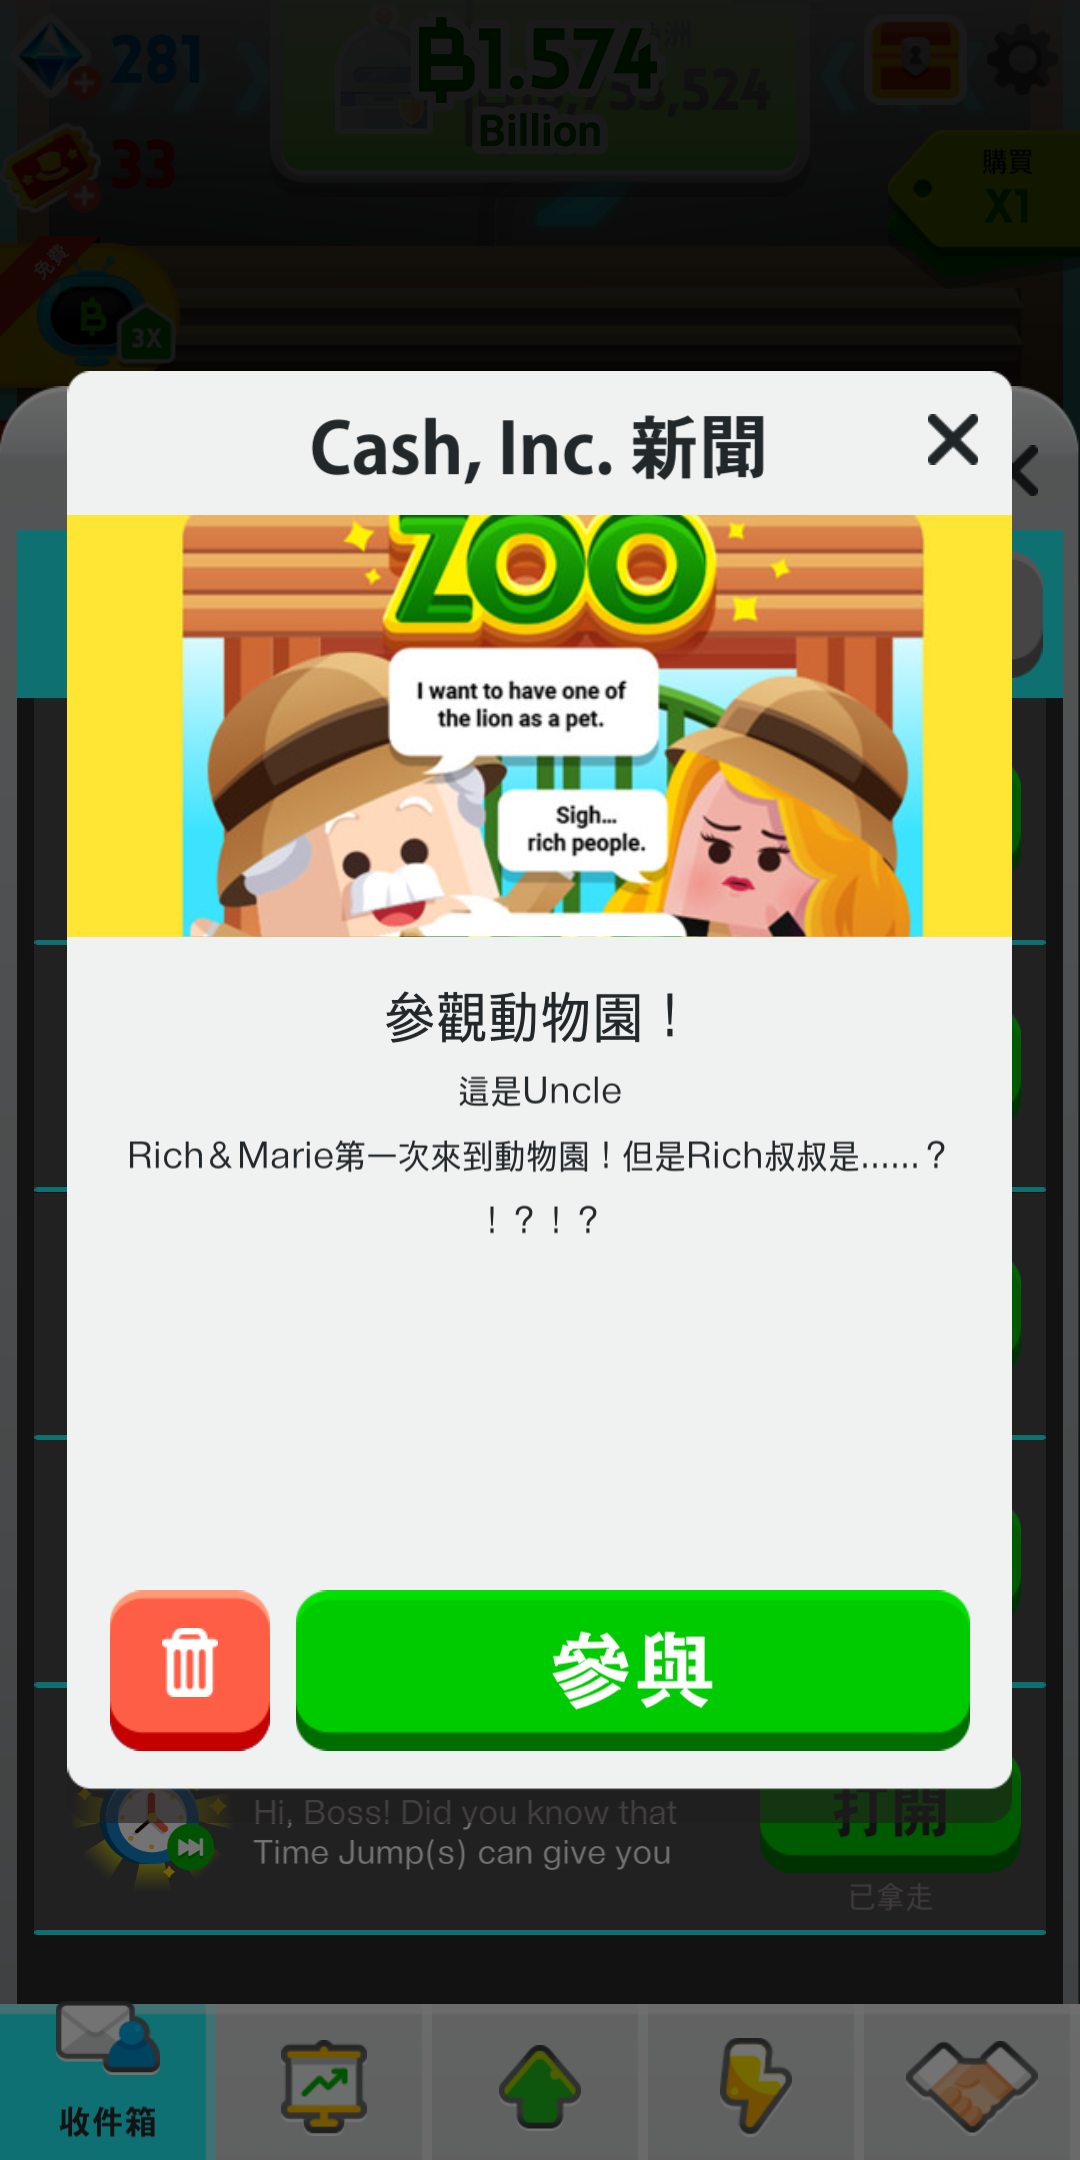 281
₿1.574
Billion
33
購買
X1
免費
3X
Cash, Inc. 新聞
ZOO
I want to have one of
the lion as a pet.
Sigh...
rich people.
參觀動物園！
這是Uncle
Rich＆Marie第一次來到動物園！但是Rich叔叔是......？
！？！？
參與
Hi, Boss! Did you know that
Time Jump(s) can give you
打開
已拿走
收件箱